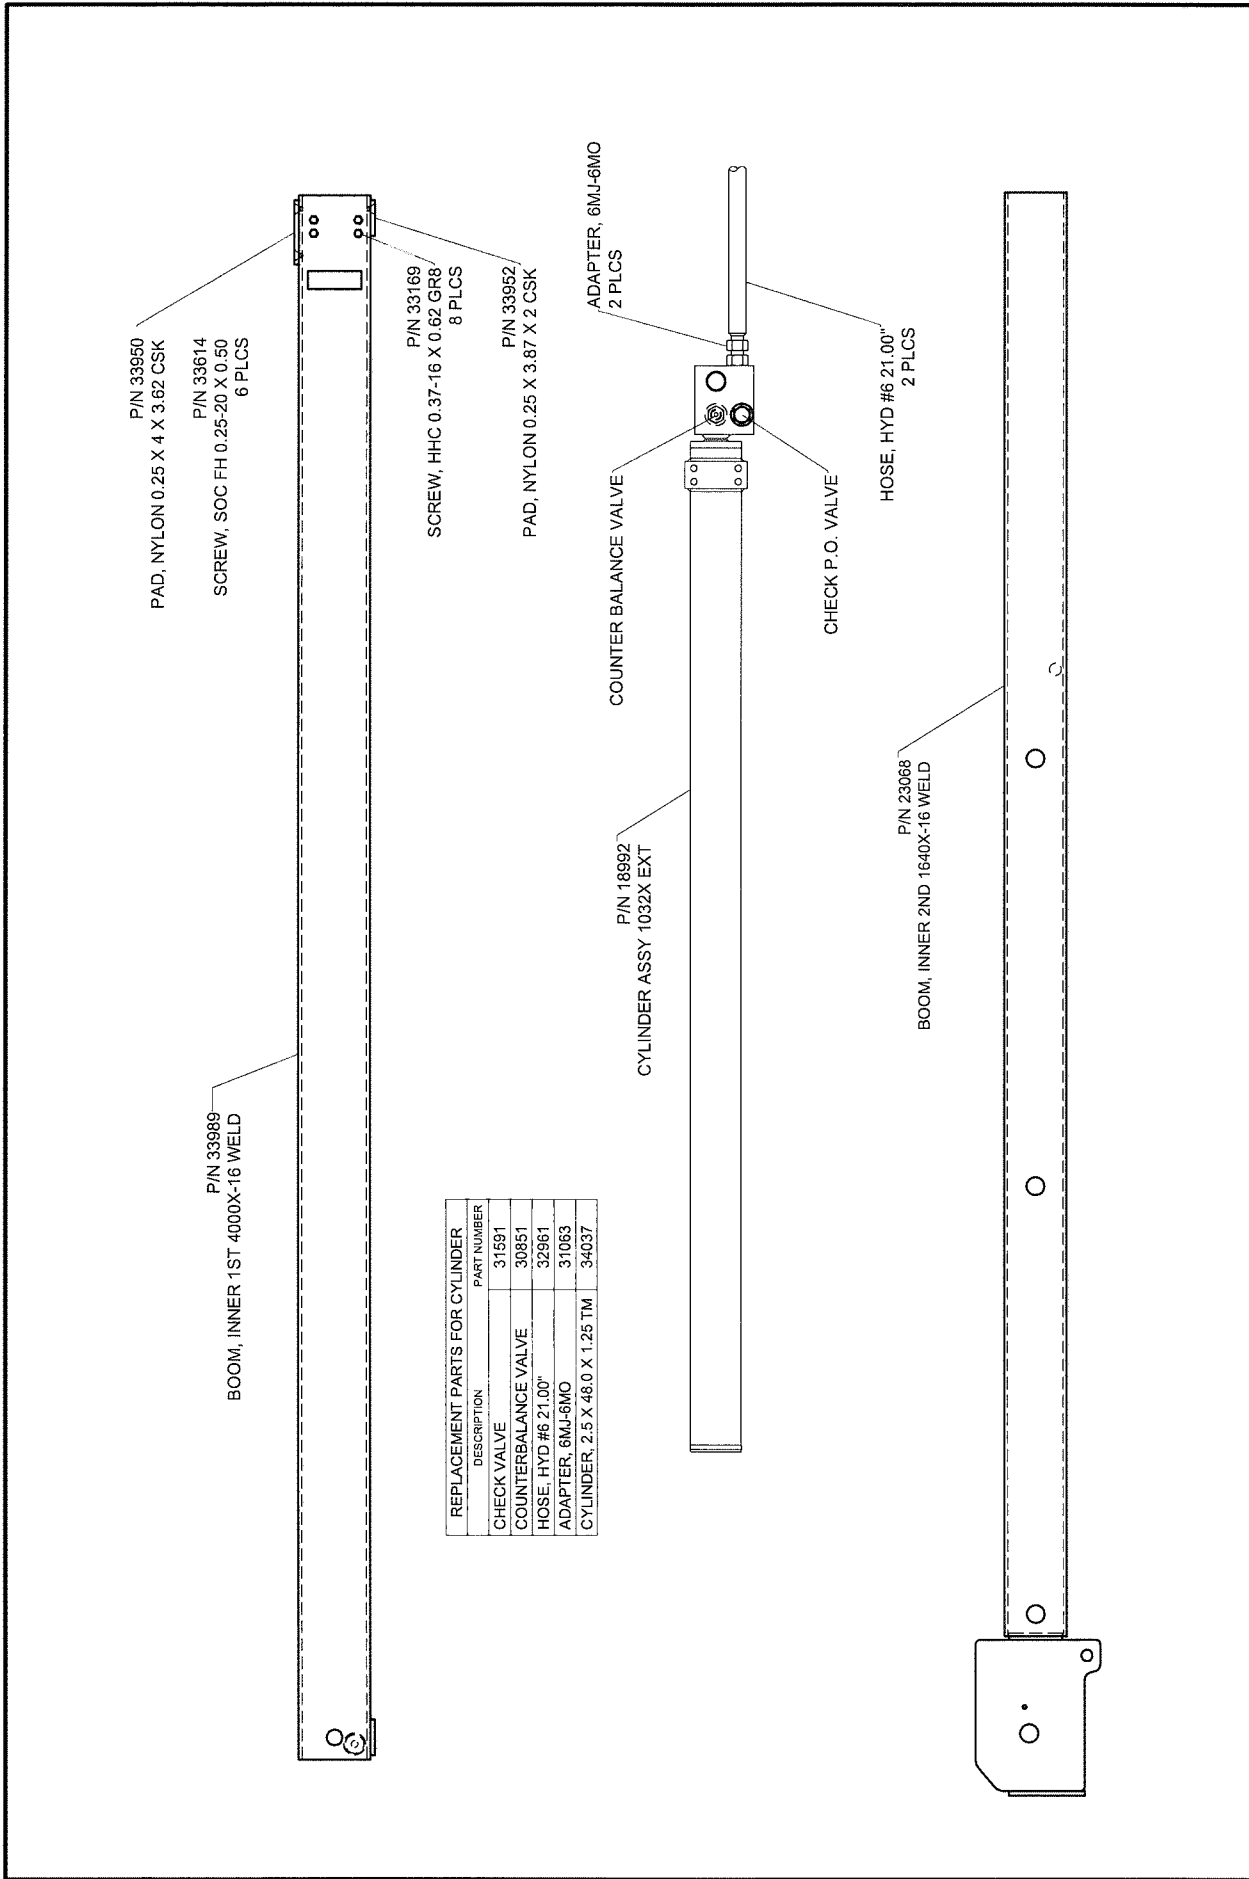 P/N 33950
PAD, NYLON 0.25 X 4 X 3.62 CSK
P/N 33614
SCREW, SOC FH 0.25-20 X 0.50
6 PLCS
P/N 33169
SCREW, HHC 0.37-16 X 0.62 GR8
8 PLCS
P/N 33952
PAD, NYLON 0.25 X 3.87 X 2 CSK
P/N 33989
BOOM, INNER 1ST 4000X-16 WELD
ADAPTER, 6MJ-6MO
2 PLCS
COUNTER BALANCE VALVE
CHECK P.O. VALVE
HOSE, HYD #6 21.00"
2 PLCS
P/N 18992
CYLINDER ASSY 1032X EXT
P/N 23068
BOOM, INNER 2ND 1640X-16 WELD
REPLACEMENT PARTS FOR CYLINDER
DESCRIPTION PART NUMBER
CHECK VALVE 31591
COUNTERBALANCE VALVE 30851
HOSE, HYD #6 21.00" 32961
ADAPTER, 6MJ-6MO 31063
CYLINDER, 2.5 X 48.0 X 1.25 TM 34037